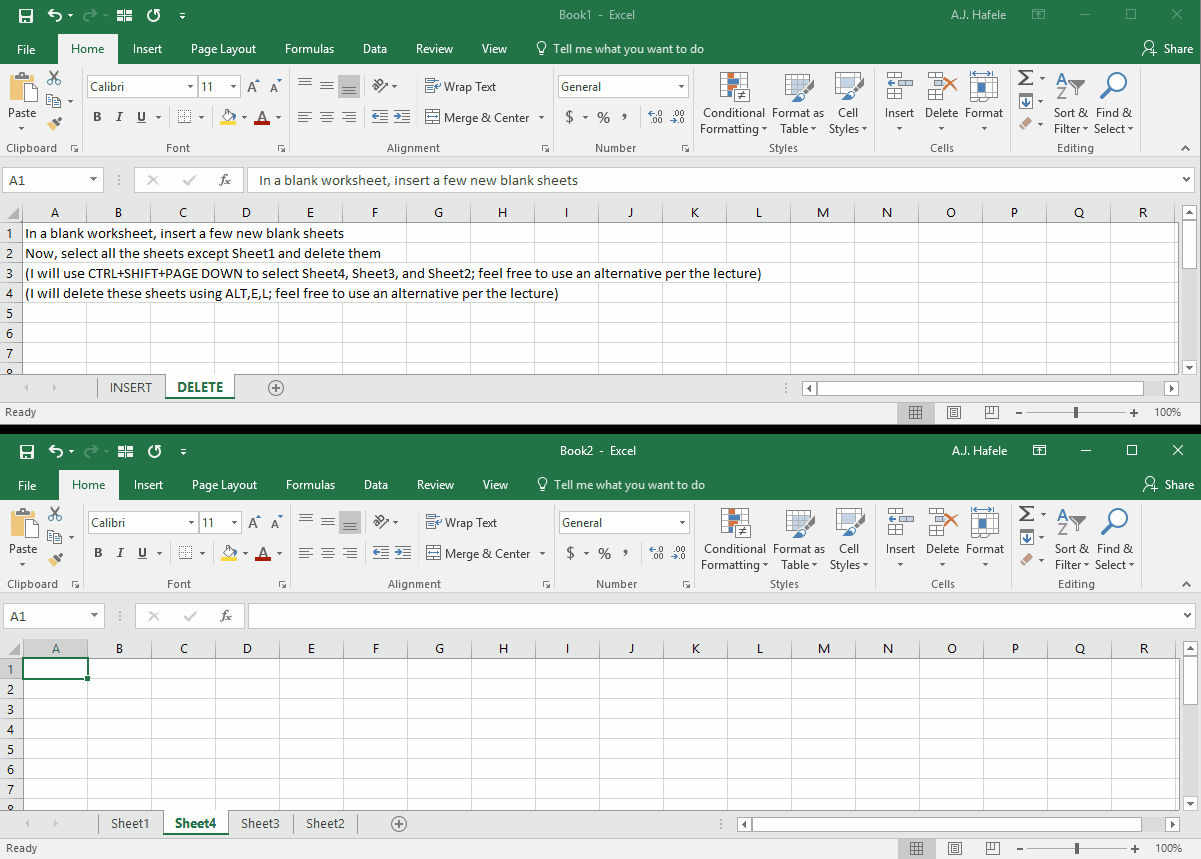 Book1 - Excel
A.J. Hafele
File Home Insert Page Layout Formulas Data Review View Tell me what you want to do Share
Calibri 11 Wrap Text General
Paste B I U Merge & Center $ % , Conditional Formatting Format as Table Cell Styles Insert Delete Format Sort & Filter Find & Select
Clipboard Font Alignment Number Styles Cells Editing
A1 fx In a blank worksheet, insert a few new blank sheets
A B C D E F G H I J K L M N O P Q R
1 In a blank worksheet, insert a few new blank sheets
2 Now, select all the sheets except Sheet1 and delete them
3 (I will use CTRL+SHIFT+PAGE DOWN to select Sheet4, Sheet3, and Sheet2; feel free to use an alternative per the lecture)
4 (I will delete these sheets using ALT,E,L; feel free to use an alternative per the lecture)
5
6
7
8
INSERT DELETE
Ready 100%
Book2 - Excel
A.J. Hafele
File Home Insert Page Layout Formulas Data Review View Tell me what you want to do Share
Calibri 11 Wrap Text General
Paste B I U Merge & Center $ % , Conditional Formatting Format as Table Cell Styles Insert Delete Format Sort & Filter Find & Select
Clipboard Font Alignment Number Styles Cells Editing
A1 fx
A B C D E F G H I J K L M N O P Q R
1
2
3
4
5
6
7
8
Sheet1 Sheet4 Sheet3 Sheet2
Ready 100%